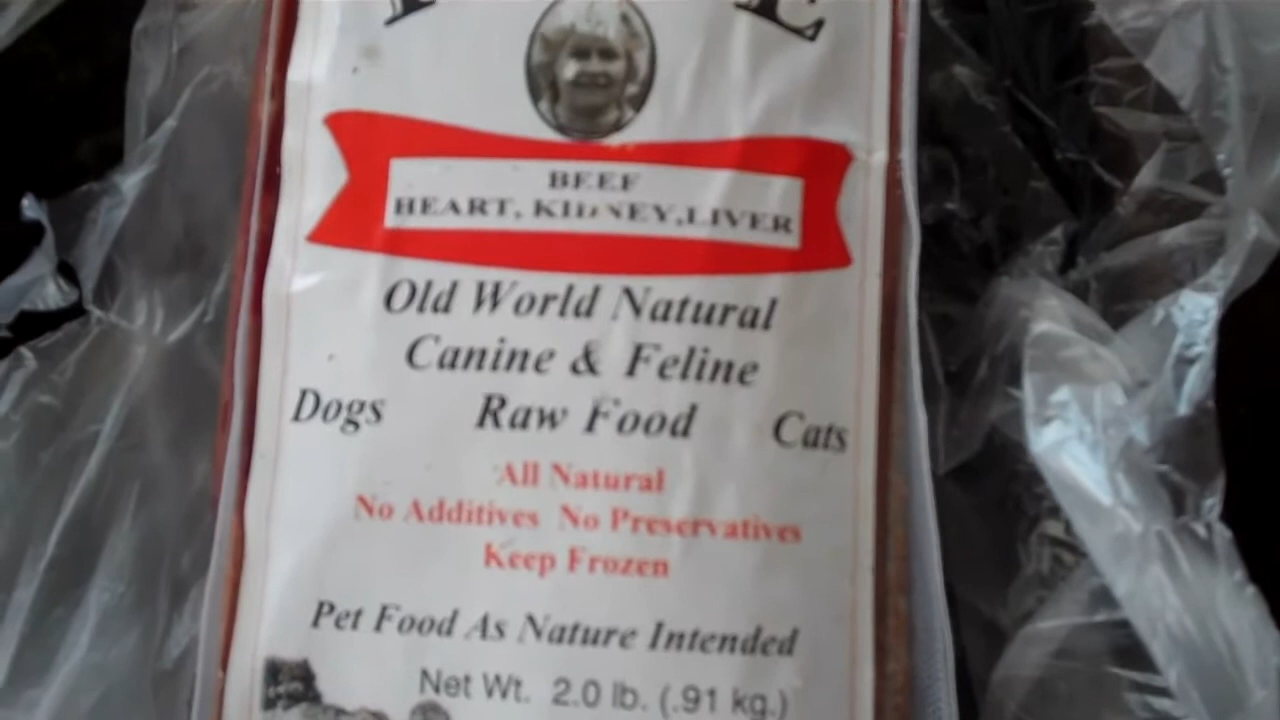 BEEF
HEART, KIDNEY,LIVER
Old World Natural
Canine & Feline
Dogs Raw Food Cats
All Natural
No Additives No Preservatives
Keep Frozen
Pet Food As Nature Intended
Net Wt. 2.0 lb. (.91 kg.)